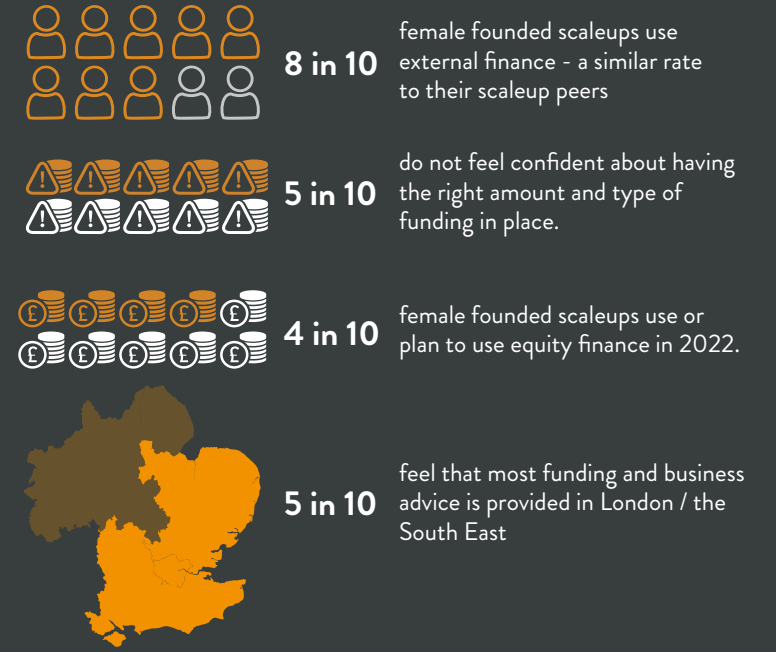 8 in 10
female founded scaleups use
external finance - a similar rate
to their scaleup peers
5 in 10
do not feel confident about having
the right amount and type of
funding in place.
4 in 10
female founded scaleups use or
plan to use equity finance in 2022.
5 in 10
feel that most funding and business
advice is provided in London / the
South East